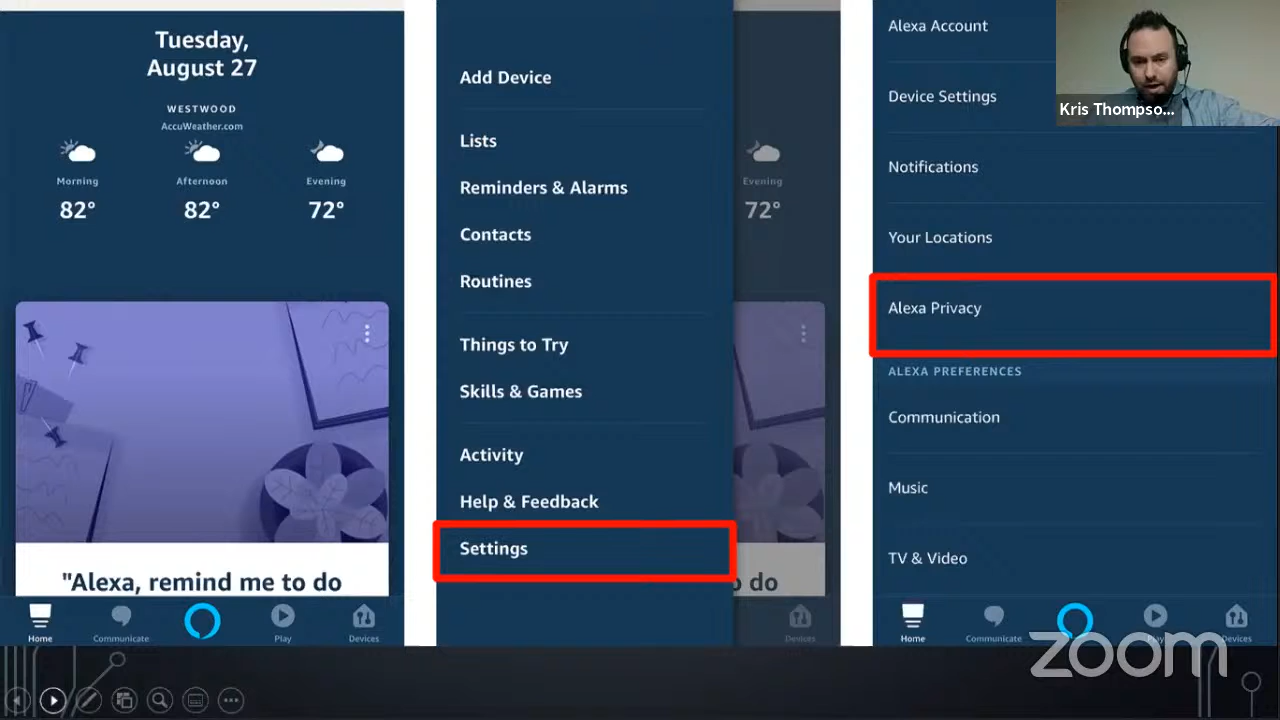 Tuesday,
August 27
WESTWOOD
AccuWeather.com
Morning
Afternoon
Evening
82°
82°
72°
"Alexa, remind me to do
Home
Communicate
Play
Devices
Add Device
Lists
Reminders & Alarms
Contacts
Routines
Things to Try
Skills & Games
Activity
Help & Feedback
Settings
Evening
72°
do
Devices
Alexa Account
Device Settings
Notifications
Your Locations
Alexa Privacy
ALEXA PREFERENCES
Communication
Music
TV & Video
Home
Communicate
Play
Devices
Kris Thompso...
zoom